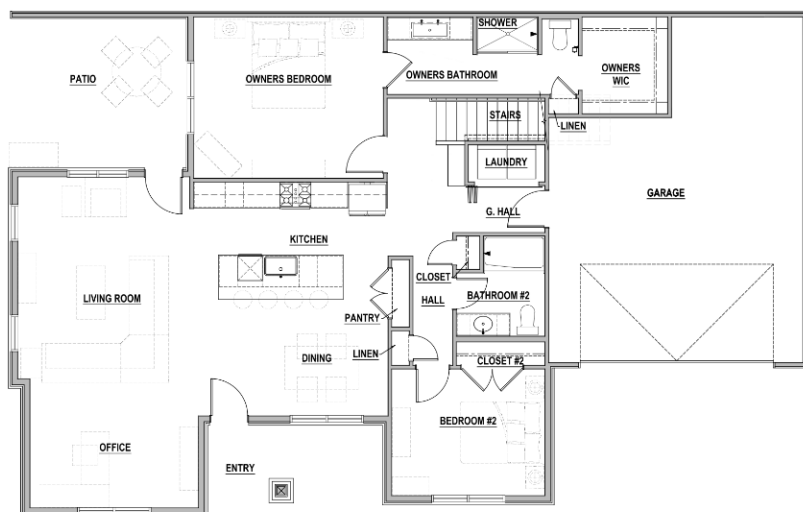 SHOWER
PATIO
OWNERS BEDROOM
OWNERS BATHROOM
OWNERS
WIC
STAIRS
LINEN
LAUNDRY
GARAGE
G. HALL
KITCHEN
CLOSET
HALL
BATHROOM #2
LIVING ROOM
PANTRY
DINING
LINEN
CLOSET #2
BEDROOM #2
OFFICE
ENTRY